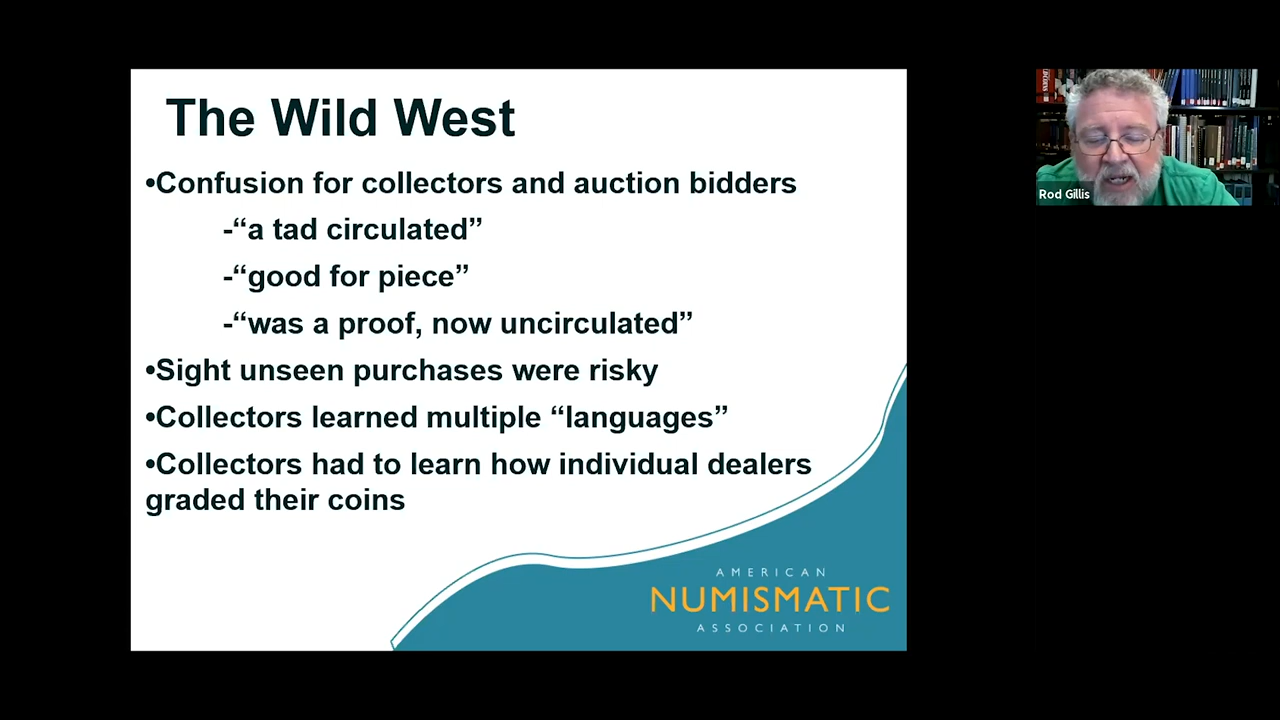 The Wild West
•Confusion for collectors and auction bidders
-“a tad circulated”
-“good for piece”
-“was a proof, now uncirculated”
•Sight unseen purchases were risky
•Collectors learned multiple “languages”
•Collectors had to learn how individual dealers
graded their coins
AMERICAN
NUMISMATIC
ASSOCIATION
Rod Gillis